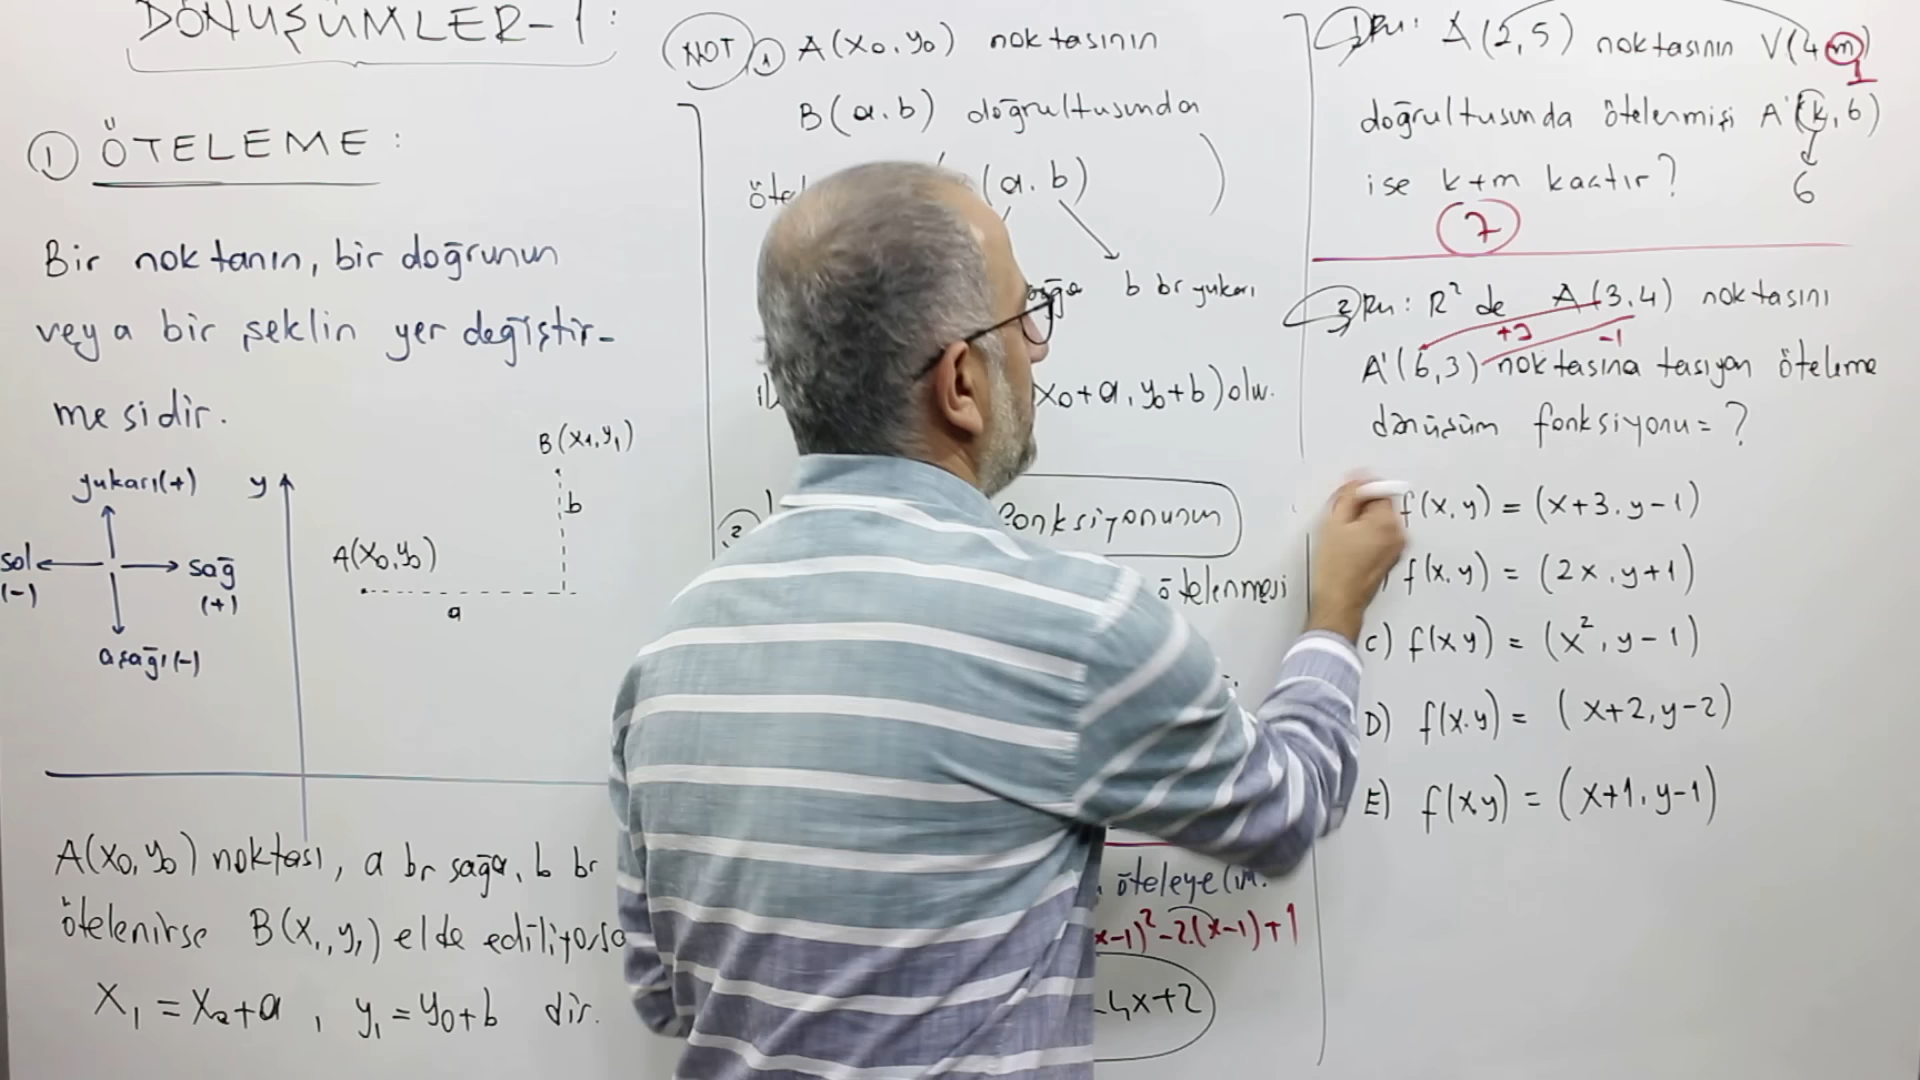 DÖNÜŞÜMLER-1:
① ÖTELEME:
Bir noktanın, bir doğrunun
veya bir şeklin yer değiştir-
mesidir.
yukarı(+)
sol
(-)
sağ
(+)
aşağı(-)
y
A(x₀,y₀)
a
b
B(x₁,y₁)
A(x₀,y₀) noktası, a br sağa, b br
ötelenirse B(x₁,y₁) elde ediliyorsa
x₁ = x₀+a , y₁ = y₀+b dir.
NOT ① A(x₀,y₀) noktasının
B(a.b) doğrultusunda
(a.b)
b br yukarı
x₀+a, y₀+b) olur.
② fonksiyonunun
ötelenmesi
öteleyelim.
x-1)²-2.(x-1)+1
-4x+2
A(2,5) noktasının V(4,m)
1
doğrultusunda ötelenmişi A'(k,6)
6
ise k+m kaçtır?
7
R² de A(3.4) noktasını
+3 -1
A'(6,3) noktasına taşıyan öteleme
dönüşüm fonksiyonu=?
f(x,y) = (x+3.y-1)
f(x.y) = (2x,y+1)
C) f(x,y) = (x²,y-1)
D) f(x.y) = (x+2,y-2)
E) f(x,y) = (x+1,y-1)